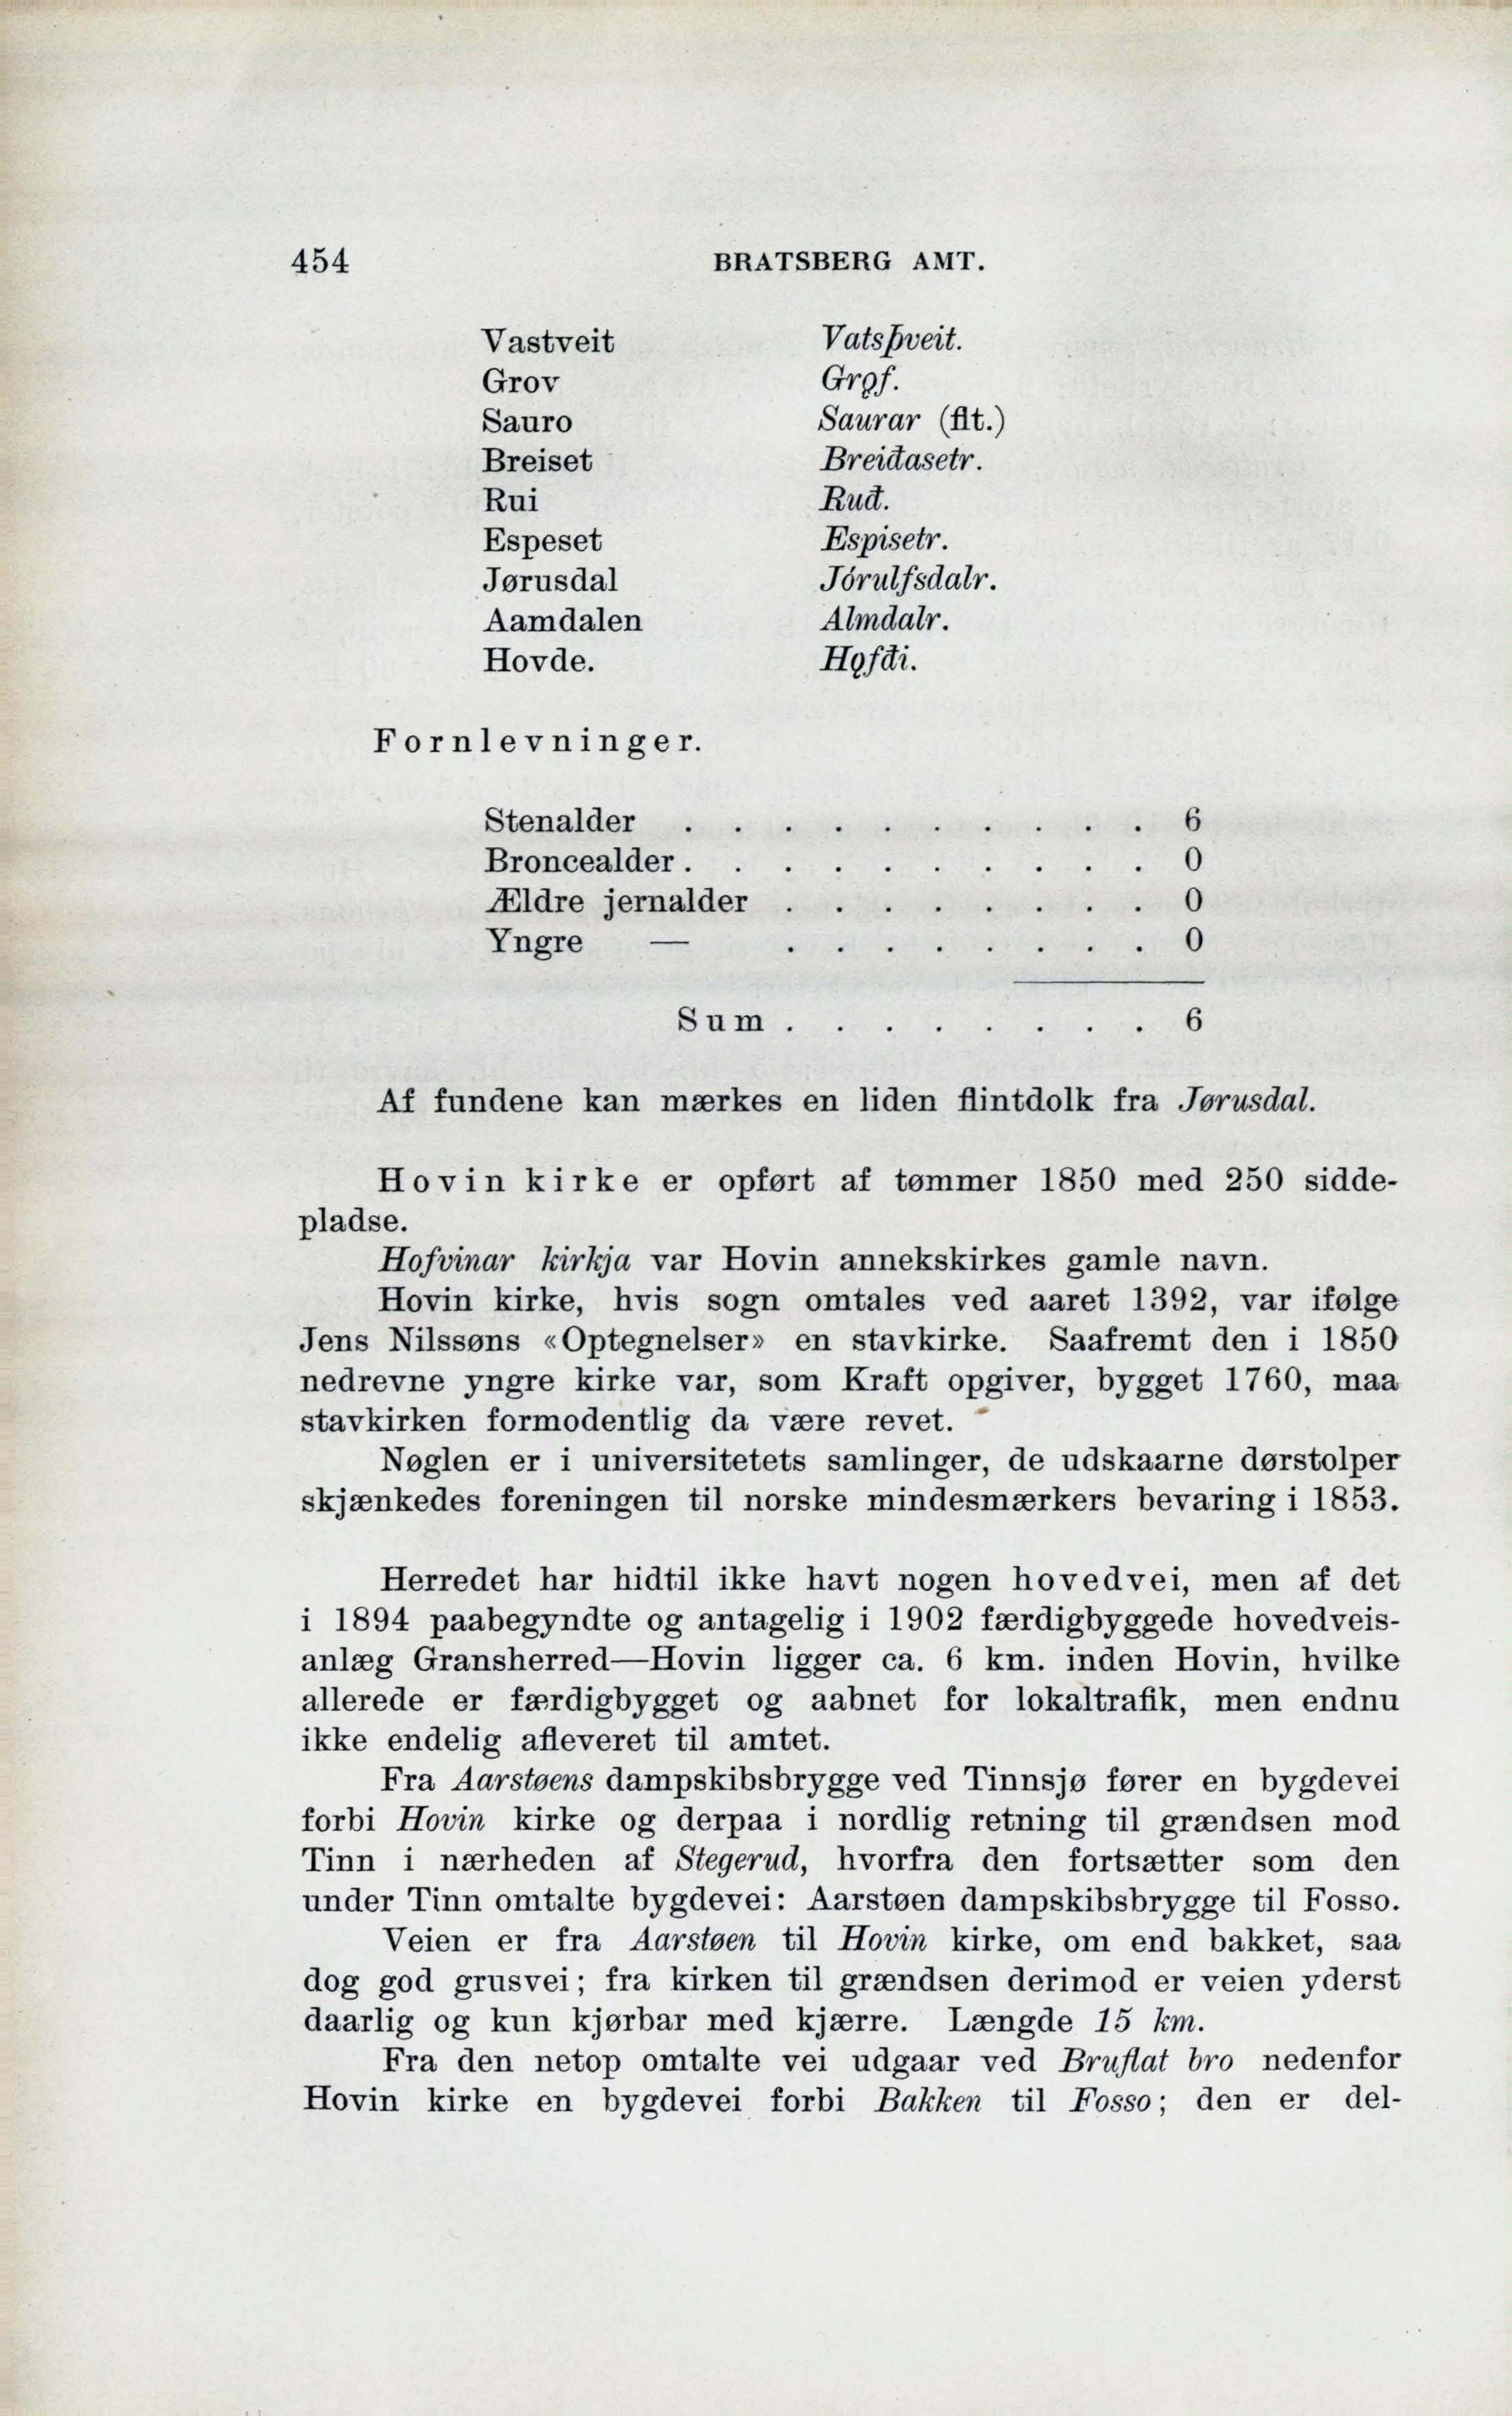 454 BRATSBERG AMT.
Vastveit Vatsþveit.
Grov Grǫf.
Sauro Saurar (flt.)
Breiset Breiđasetr.
Rui Ruđ.
Espeset Espisetr.
Jørusdal Jórulfsdalr.
Aamdalen Almdalr.
Hovde. Hǫfđi.
Fornlevninger.
Stenalder . . . . . . . . . . 6
Broncealder . . . . . . . . . . 0
Ældre jernalder . . . . . . . . 0
Yngre — . . . . . . . . 0
Sum . . . . . . . . 6
Af fundene kan mærkes en liden flintdolk fra Jørusdal.
Hovin kirke er opført af tømmer 1850 med 250 sidde-
pladse.
Hofvinar kirkja var Hovin annekskirkes gamle navn.
Hovin kirke, hvis sogn omtales ved aaret 1392, var ifølge
Jens Nilssøns «Optegnelser» en stavkirke. Saafremt den i 1850
nedrevne yngre kirke var, som Kraft opgiver, bygget 1760, maa
stavkirken formodentlig da være revet.
Nøglen er i universitetets samlinger, de udskaarne dørstolper
skjænkedes foreningen til norske mindesmærkers bevaring i 1853.
Herredet har hidtil ikke havt nogen hovedvei, men af det
i 1894 paabegyndte og antagelig i 1902 færdigbyggede hovedveis-
anlæg Gransherred—Hovin ligger ca. 6 km. inden Hovin, hvilke
allerede er færdigbygget og aabnet for lokaltrafik, men endnu
ikke endelig afleveret til amtet.
Fra Aarstøens dampskibsbrygge ved Tinnsjø fører en bygdevei
forbi Hovin kirke og derpaa i nordlig retning til grændsen mod
Tinn i nærheden af Stegerud, hvorfra den fortsætter som den
under Tinn omtalte bygdevei: Aarstøen dampskibsbrygge til Fosso.
Veien er fra Aarstøen til Hovin kirke, om end bakket, saa
dog god grusvei; fra kirken til grændsen derimod er veien yderst
daarlig og kun kjørbar med kjærre. Længde 15 km.
Fra den netop omtalte vei udgaar ved Bruflat bro nedenfor
Hovin kirke en bygdevei forbi Bakken til Fosso; den er del-